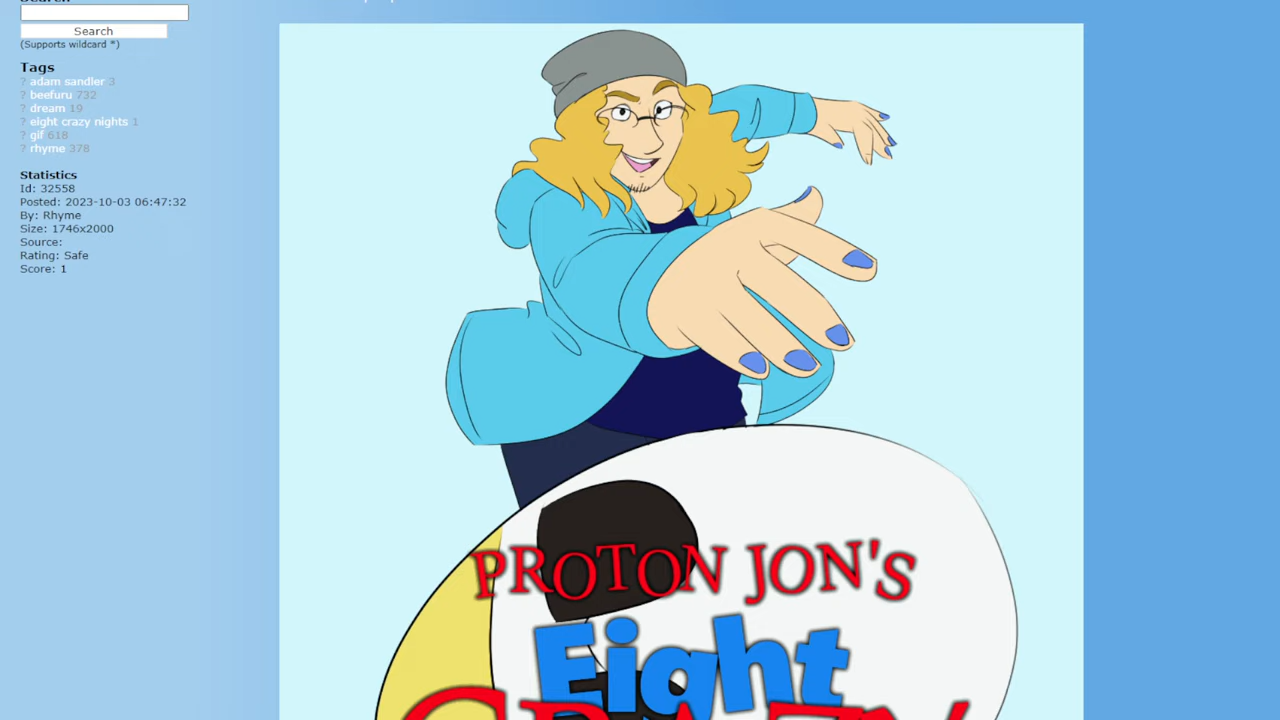 Search
(Supports wildcard *)
Tags
? adam sandler 3
? beefuru 732
? dream 19
? eight crazy nights 1
? gif 618
? rhyme 378
Statistics
Id: 32558
Posted: 2023-10-03 06:47:32
By: Rhyme
Size: 1746x2000
Source:
Rating: Safe
Score: 1
PROTON JON'S
Eight
CRAZY